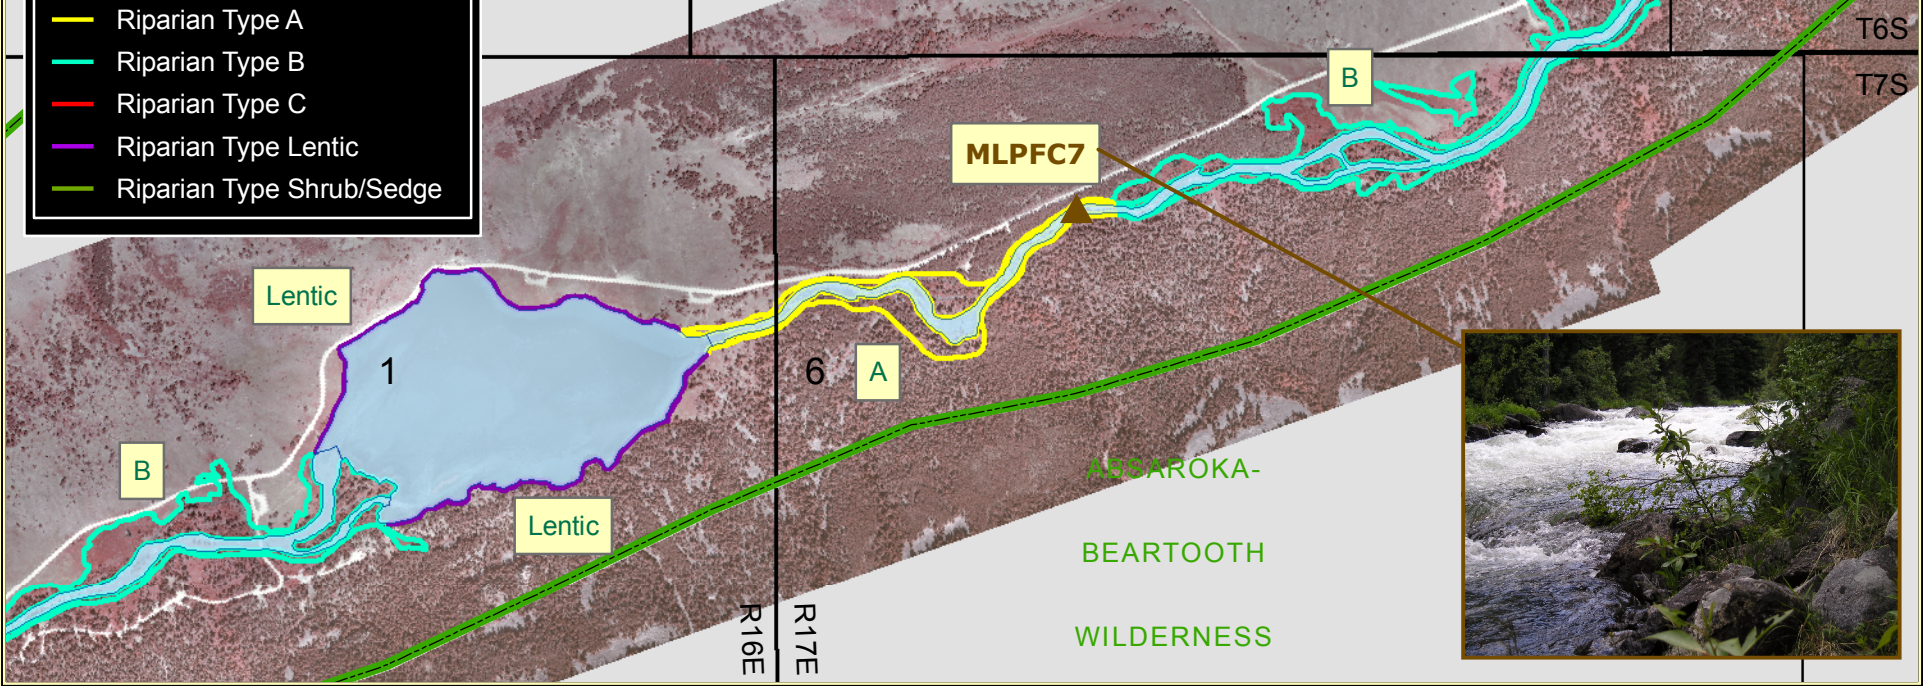 Riparian Type A
Riparian Type B
Riparian Type C
Riparian Type Lentic
Riparian Type Shrub/Sedge
T6S
T7S
B
MLPFC7
Lentic
1
6
A
B
Lentic
ABSAROKA-
BEARTOOTH
WILDERNESS
R16E
R17E